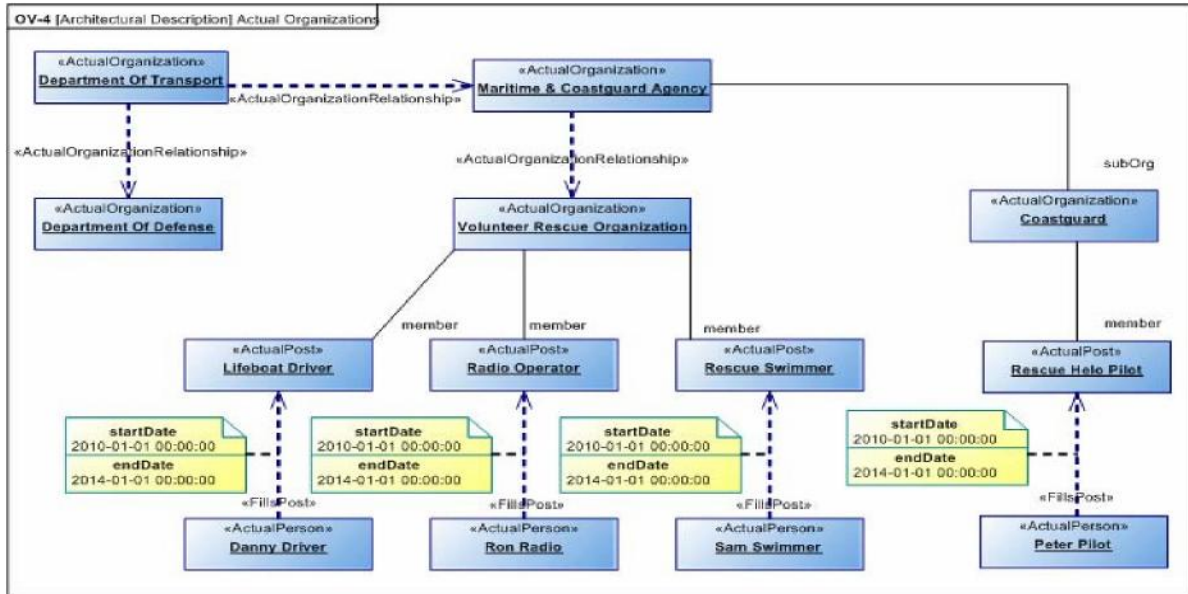 OV-4 [Architectural Description] Actual Organizations
«ActualOrganization»
Department Of Transport
«ActualOrganization»
Maritime & Coastguard Agency
«ActualOrganizationRelationship»
«ActualOrganizationRelationship»
«ActualOrganizationRelationship»
subOrg
«ActualOrganization»
Department Of Defense
«ActualOrganization»
Volunteer Rescue Organization
«ActualOrganization»
Coastguard
member
member
member
member
«ActualPost»
Lifeboat Driver
«ActualPost»
Radio Operator
«ActualPost»
Rescue Swimmer
«ActualPost»
Rescue Helo Pilot
startDate
2010-01-01 00:00:00
endDate
2014-01-01 00:00:00
startDate
2010-01-01 00:00:00
endDate
2014-01-01 00:00:00
startDate
2010-01-01 00:00:00
endDate
2014-01-01 00:00:00
startDate
2010-01-01 00:00:00
endDate
2014-01-01 00:00:00
«FillsPost»
«FillsPost»
«FillsPost»
«FillsPost»
«ActualPerson»
Danny Driver
«ActualPerson»
Ron Radio
«ActualPerson»
Sam Swimmer
«ActualPerson»
Peter Pilot